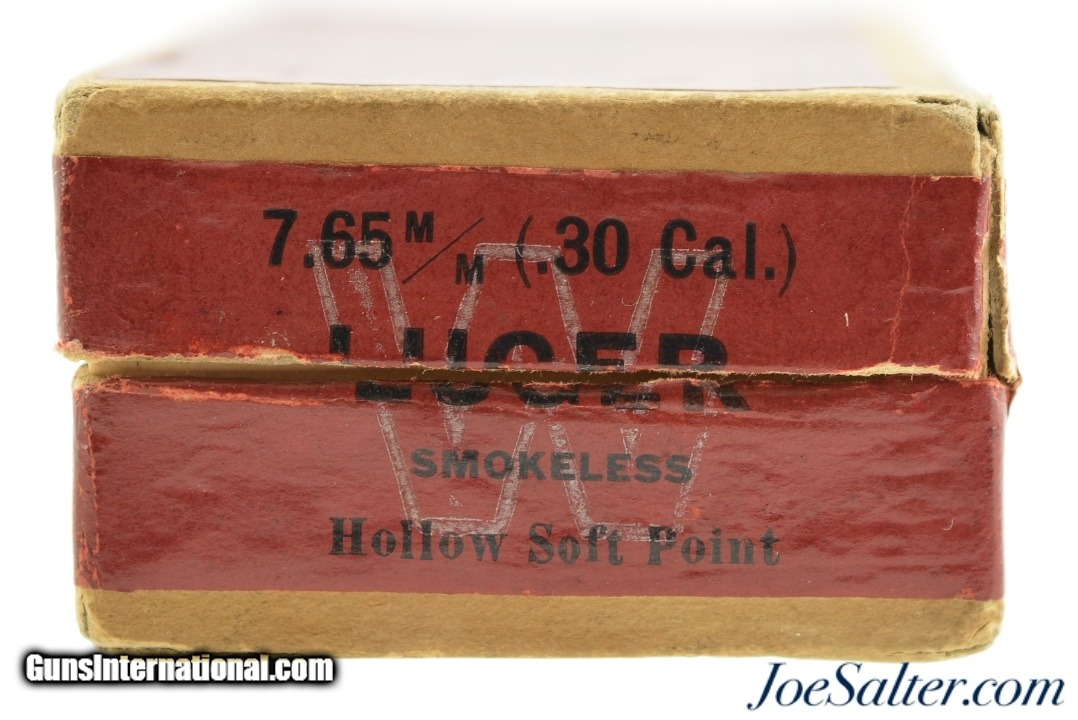 7.65 M/M (.30 Cal.)
LUGER
W
SMOKELESS
Hollow Soft Point
GunsInternational.com
JoeSalter.com